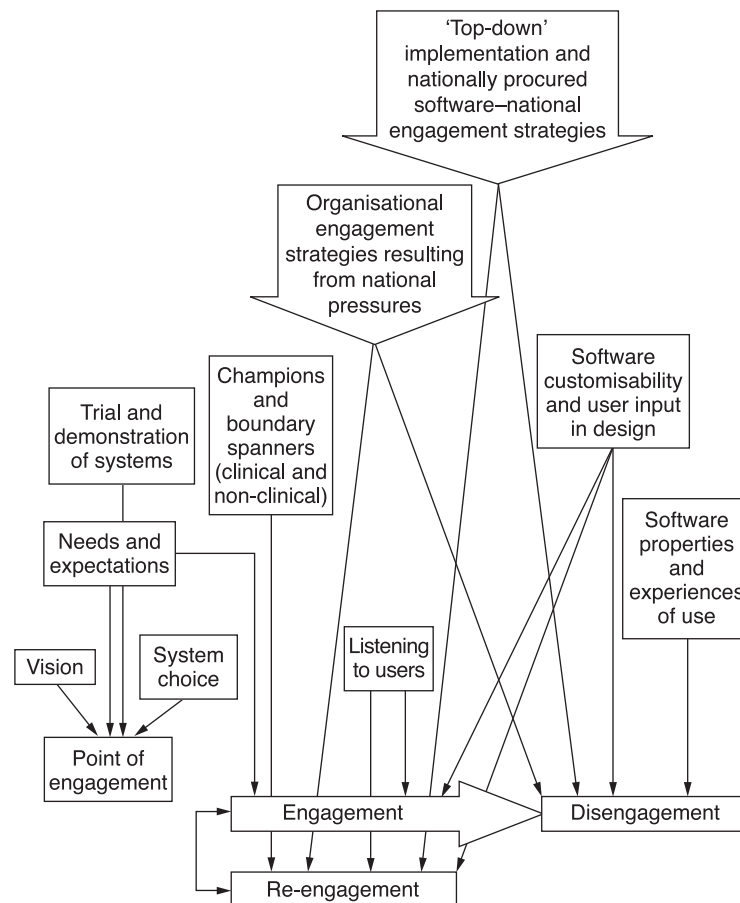 ‘Top-down’
implementation and
nationally procured
software–national
engagement strategies
Organisational
engagement
strategies resulting
from national
pressures
Software
customisability
and user input
in design
Champions
and
boundary
spanners
(clinical and
non-clinical)
Trial and
demonstration
of systems
Software
properties
and
experiences
of use
Needs and
expectations
Listening
to users
System
choice
Vision
Point of
engagement
Engagement
Disengagement
Re-engagement